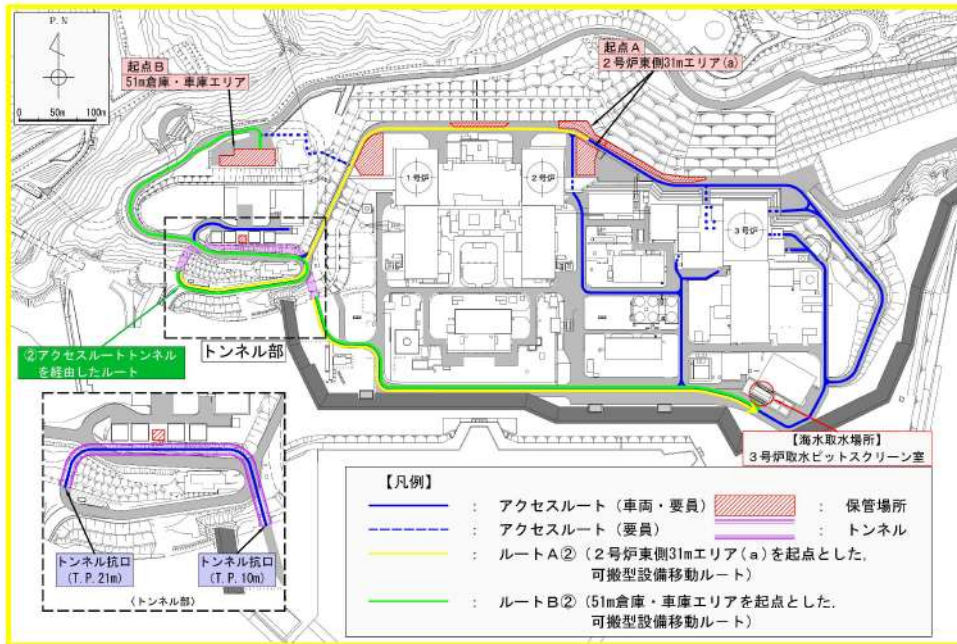 P.N
0 50m 100m
起点B
51m倉庫・車庫エリア
起点A
2号炉東側31mエリア(a)
1号炉
2号炉
3号炉
トンネル部
②アクセスルートトンネル
を経由したルート
【海水取水場所】
3号炉取水ピットスクリーン室
トンネル坑口
(T.P.21m)
トンネル坑口
(T.P.10m)
〈トンネル部〉
【凡例】
: アクセスルート(車両・要員)
: 保管場所
: アクセスルート(要員)
: トンネル
: ルートA②(2号炉東側31mエリア(a)を起点とした,
可搬型設備移動ルート)
: ルートB②(51m倉庫・車庫エリアを起点とした,
可搬型設備移動ルート)